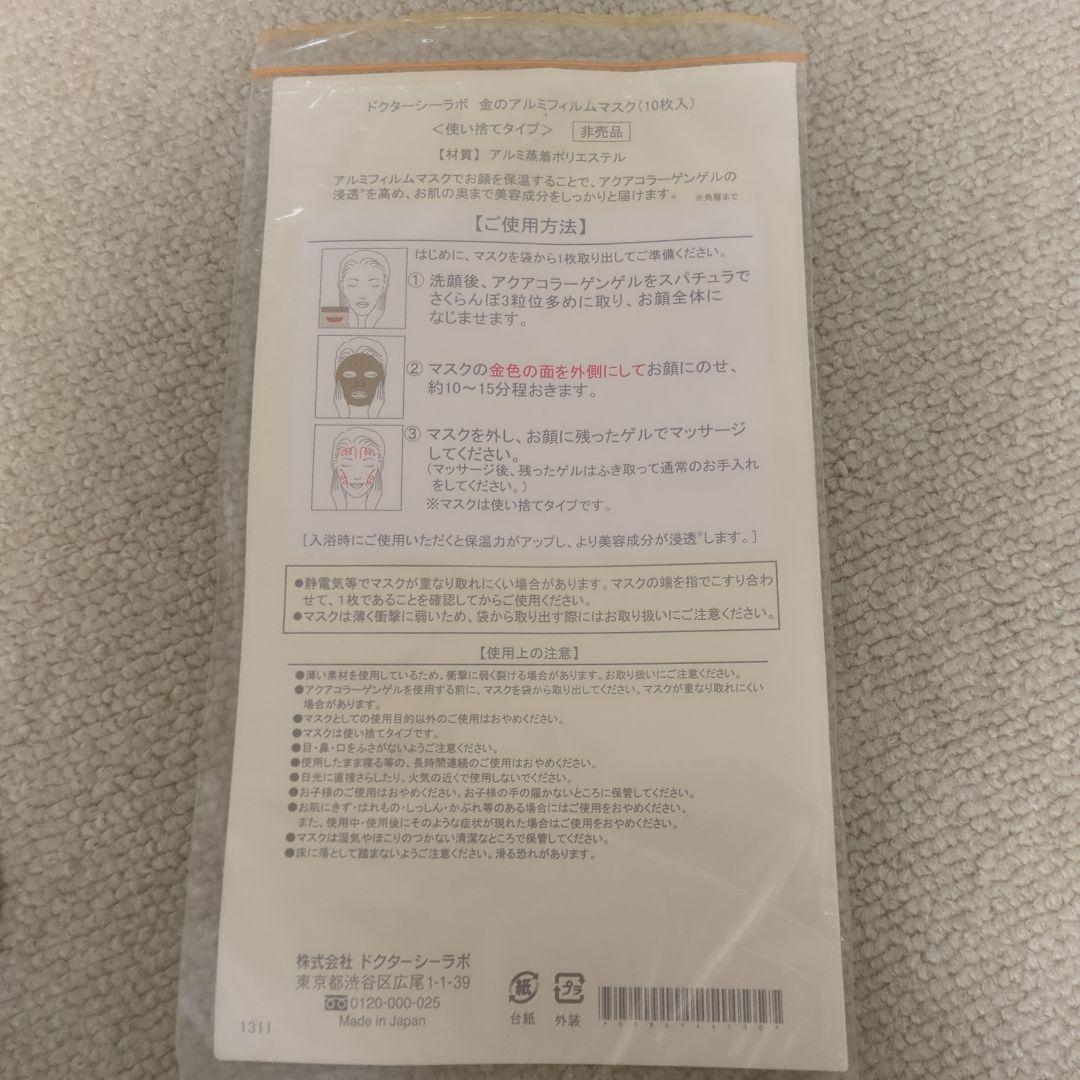 ドクターシーラボ 金のアルミフィルムマスク(10枚入)
＜使い捨てタイプ＞ 非売品
【材質】アルミ蒸着ポリエステル
アルミフィルムマスクでお顔を保温することで、アクアコラーゲンゲルの
浸透※を高め、お肌の奥まで美容成分をしっかりと届けます。 ※角層まで
【ご使用方法】
はじめに、マスクを袋から1枚取り出してご準備ください。
① 洗顔後、アクアコラーゲンゲルをスパチュラで
さくらんぼ3粒位多めに取り、お顔全体に
なじませます。
② マスクの金色の面を外側にしてお顔にのせ、
約10〜15分程おきます。
③ マスクを外し、お顔に残ったゲルでマッサージ
してください。
(マッサージ後、残ったゲルはふき取って通常のお手入れ
をしてください。)
※マスクは使い捨てタイプです。
[入浴時にご使用いただくと保温力がアップし、より美容成分が浸透※します。]
●静電気等でマスクが重なり取れにくい場合があります。マスクの端を指でこすり合わ
せて、1枚であることを確認してからご使用ください。
●マスクは薄く衝撃に弱いため、袋から取り出す際にはお取り扱いにご注意ください。
【使用上の注意】
●薄い素材を使用しているため、衝撃に弱く裂ける場合があります。お取り扱いにご注意ください。
●アクアコラーゲンゲルを使用する前に、マスクを袋から取り出してください。マスクが重なり取れにくい
場合があります。
●マスクとしての使用目的以外のご使用はおやめください。
●マスクは使い捨てタイプです。
●目・鼻・口をふさがないようご注意ください。
●使用したまま寝る等の、長時間連続のご使用はおやめください。
●日光に直接さらしたり、火気の近くで使用しないでください。
●お子様のご使用はおやめください。お子様の手の届かないところに保管してください。
●お肌にきず・はれもの・しっしん・かぶれ等のある場合にはご使用をおやめください。
また、使用中・使用後にそのような症状が現れた場合はご使用をおやめください。
●マスクは湿気やほこりのつかない清潔なところで保管してください。
●床に落として踏まないようご注意ください。滑る恐れがあります。
株式会社 ドクターシーラボ
東京都渋谷区広尾1-1-39
0120-000-025
Made in Japan
1311
紙
台紙
プラ
外装